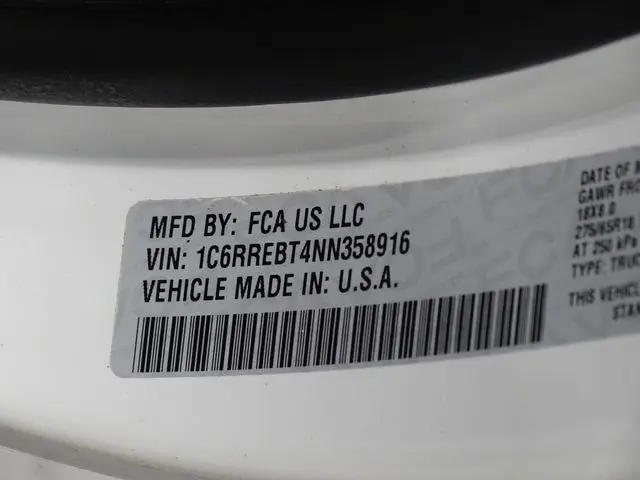 MFD BY: FCA US LLC
VIN: 1C6RREBT4NN358916
VEHICLE MADE IN: U.S.A.
DATE OF M
GAWR FRO
18X8.0
275/65R18
AT 250 kPa
TYPE: TRUC
THIS VEHICL
STAN